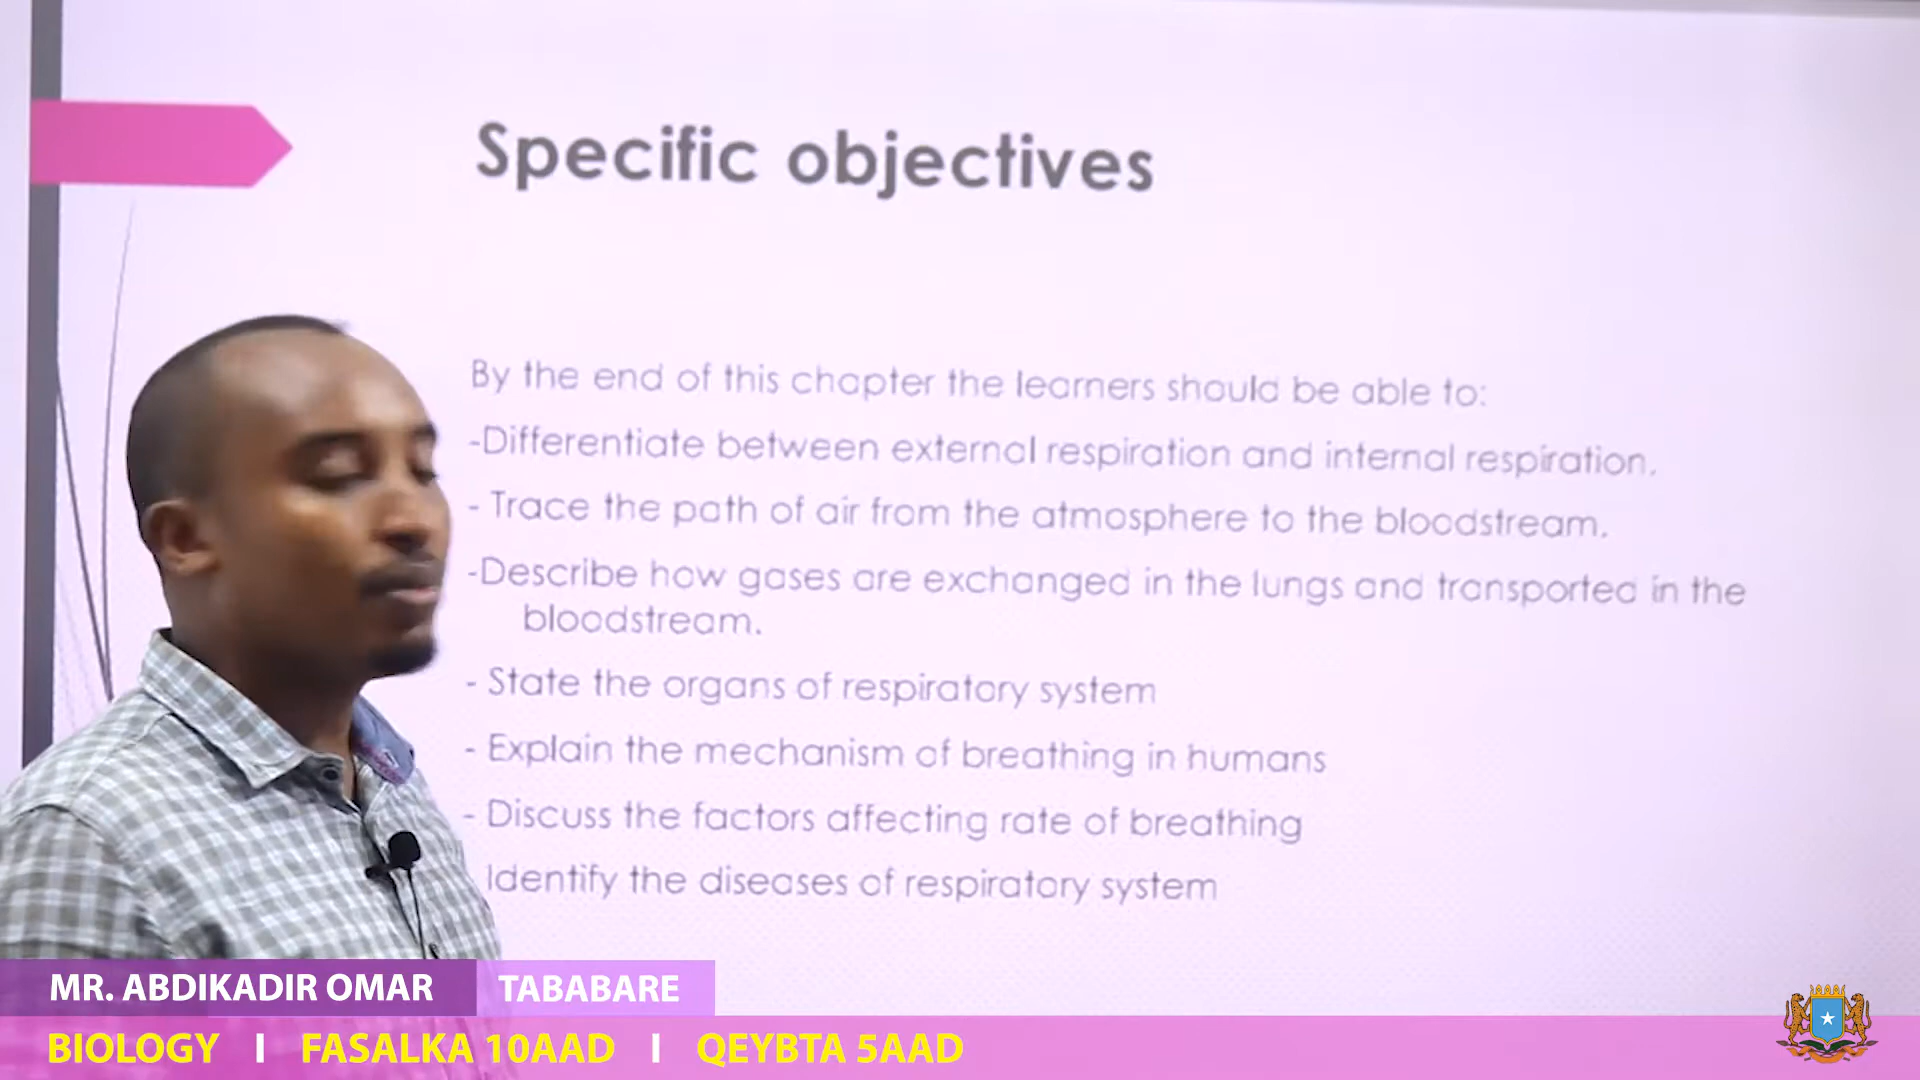 Specific objectives
By the end of this chapter the learners should be able to:
-Differentiate between external respiration and internal respiration.
- Trace the path of air from the atmosphere to the bloodstream.
-Describe how gases are exchanged in the lungs and transported in the
bloodstream.
- State the organs of respiratory system
- Explain the mechanism of breathing in humans
- Discuss the factors affecting rate of breathing
Identify the diseases of respiratory system
MR. ABDIKADIR OMAR TABABARE
BIOLOGY I FASALKA 10AAD I QEYBTA 5AAD